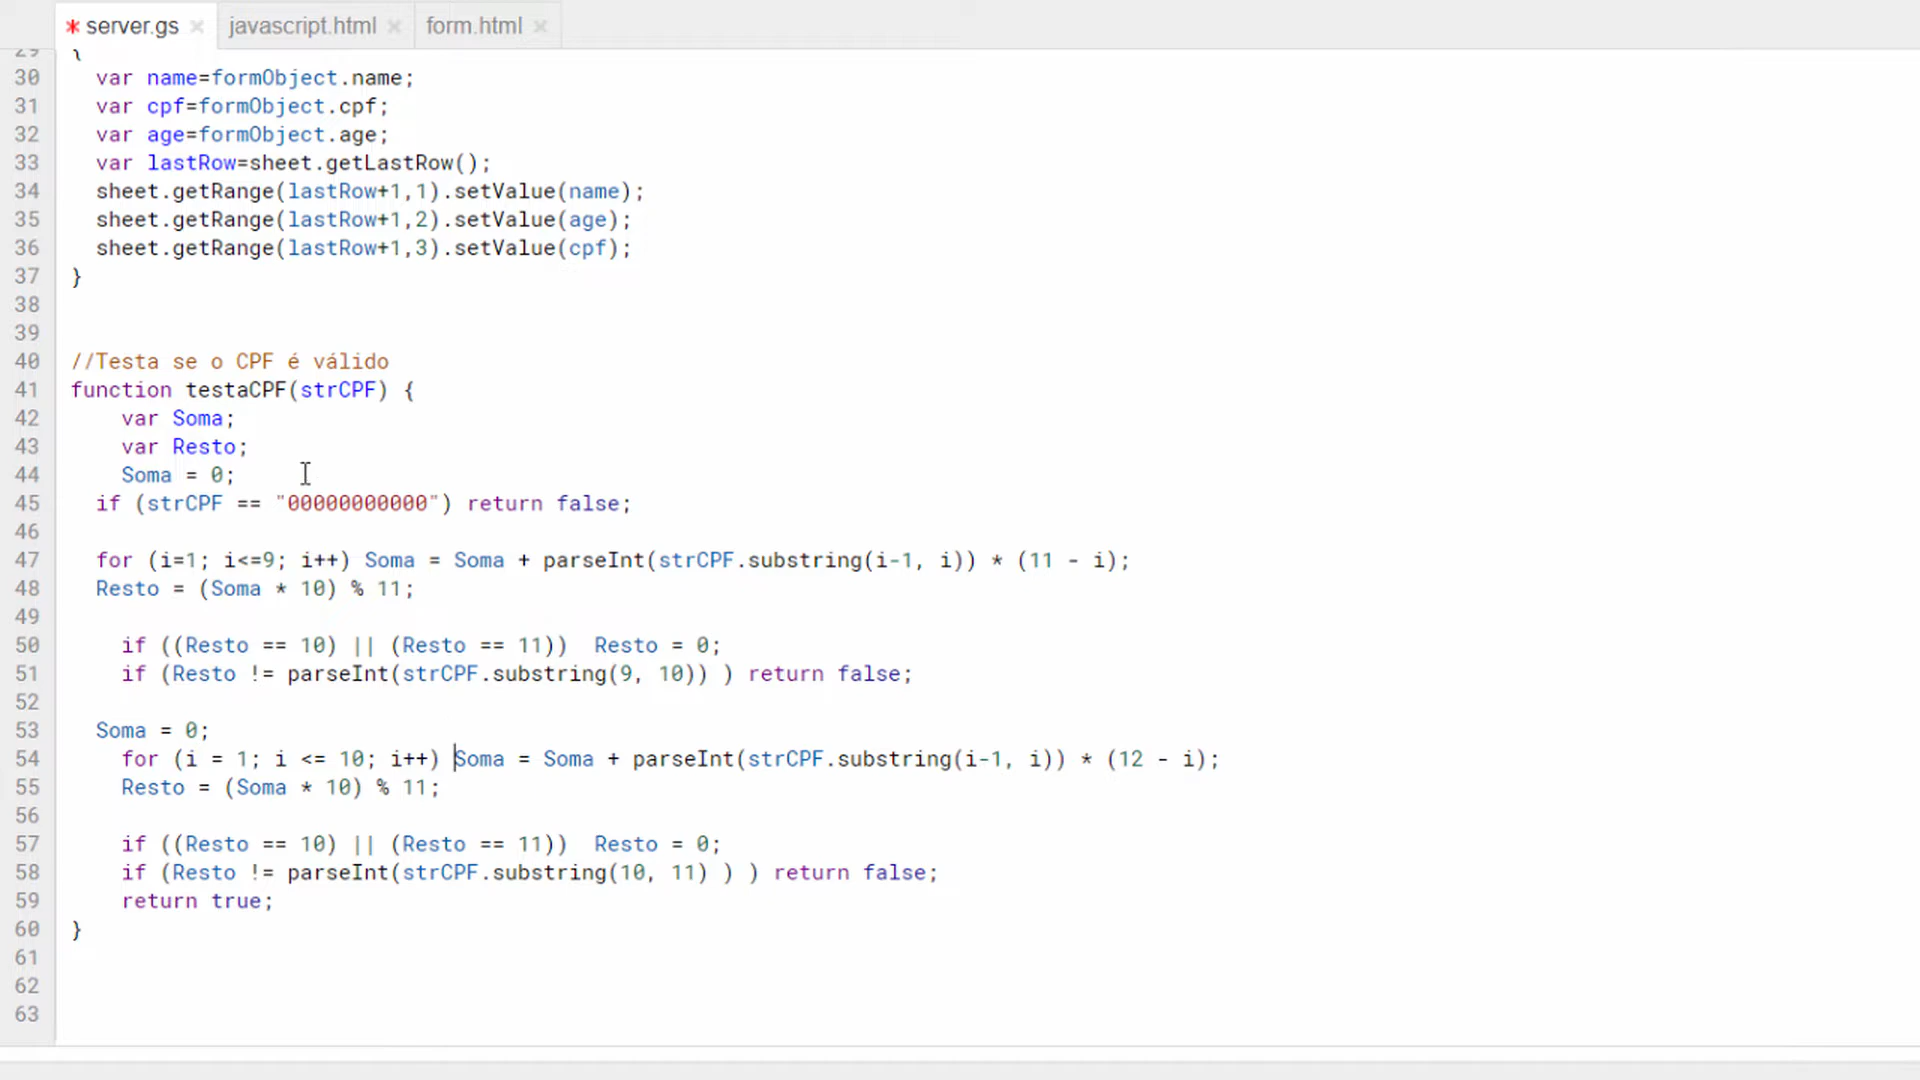 * server.gs × javascript.html × form.html ×
29 {
30 var name=formObject.name;
31 var cpf=formObject.cpf;
32 var age=formObject.age;
33 var lastRow=sheet.getLastRow();
34 sheet.getRange(lastRow+1,1).setValue(name);
35 sheet.getRange(lastRow+1,2).setValue(age);
36 sheet.getRange(lastRow+1,3).setValue(cpf);
37 }
38
39
40 //Testa se o CPF é válido
41 function testaCPF(strCPF) {
42 var Soma;
43 var Resto;
44 Soma = 0;
45 if (strCPF == "00000000000") return false;
46
47 for (i=1; i<=9; i++) Soma = Soma + parseInt(strCPF.substring(i-1, i)) * (11 - i);
48 Resto = (Soma * 10) % 11;
49
50 if ((Resto == 10) || (Resto == 11))  Resto = 0;
51 if (Resto != parseInt(strCPF.substring(9, 10)) ) return false;
52
53 Soma = 0;
54 for (i = 1; i <= 10; i++) Soma = Soma + parseInt(strCPF.substring(i-1, i)) * (12 - i);
55 Resto = (Soma * 10) % 11;
56
57 if ((Resto == 10) || (Resto == 11))  Resto = 0;
58 if (Resto != parseInt(strCPF.substring(10, 11) ) ) return false;
59 return true;
60 }
61
62
63